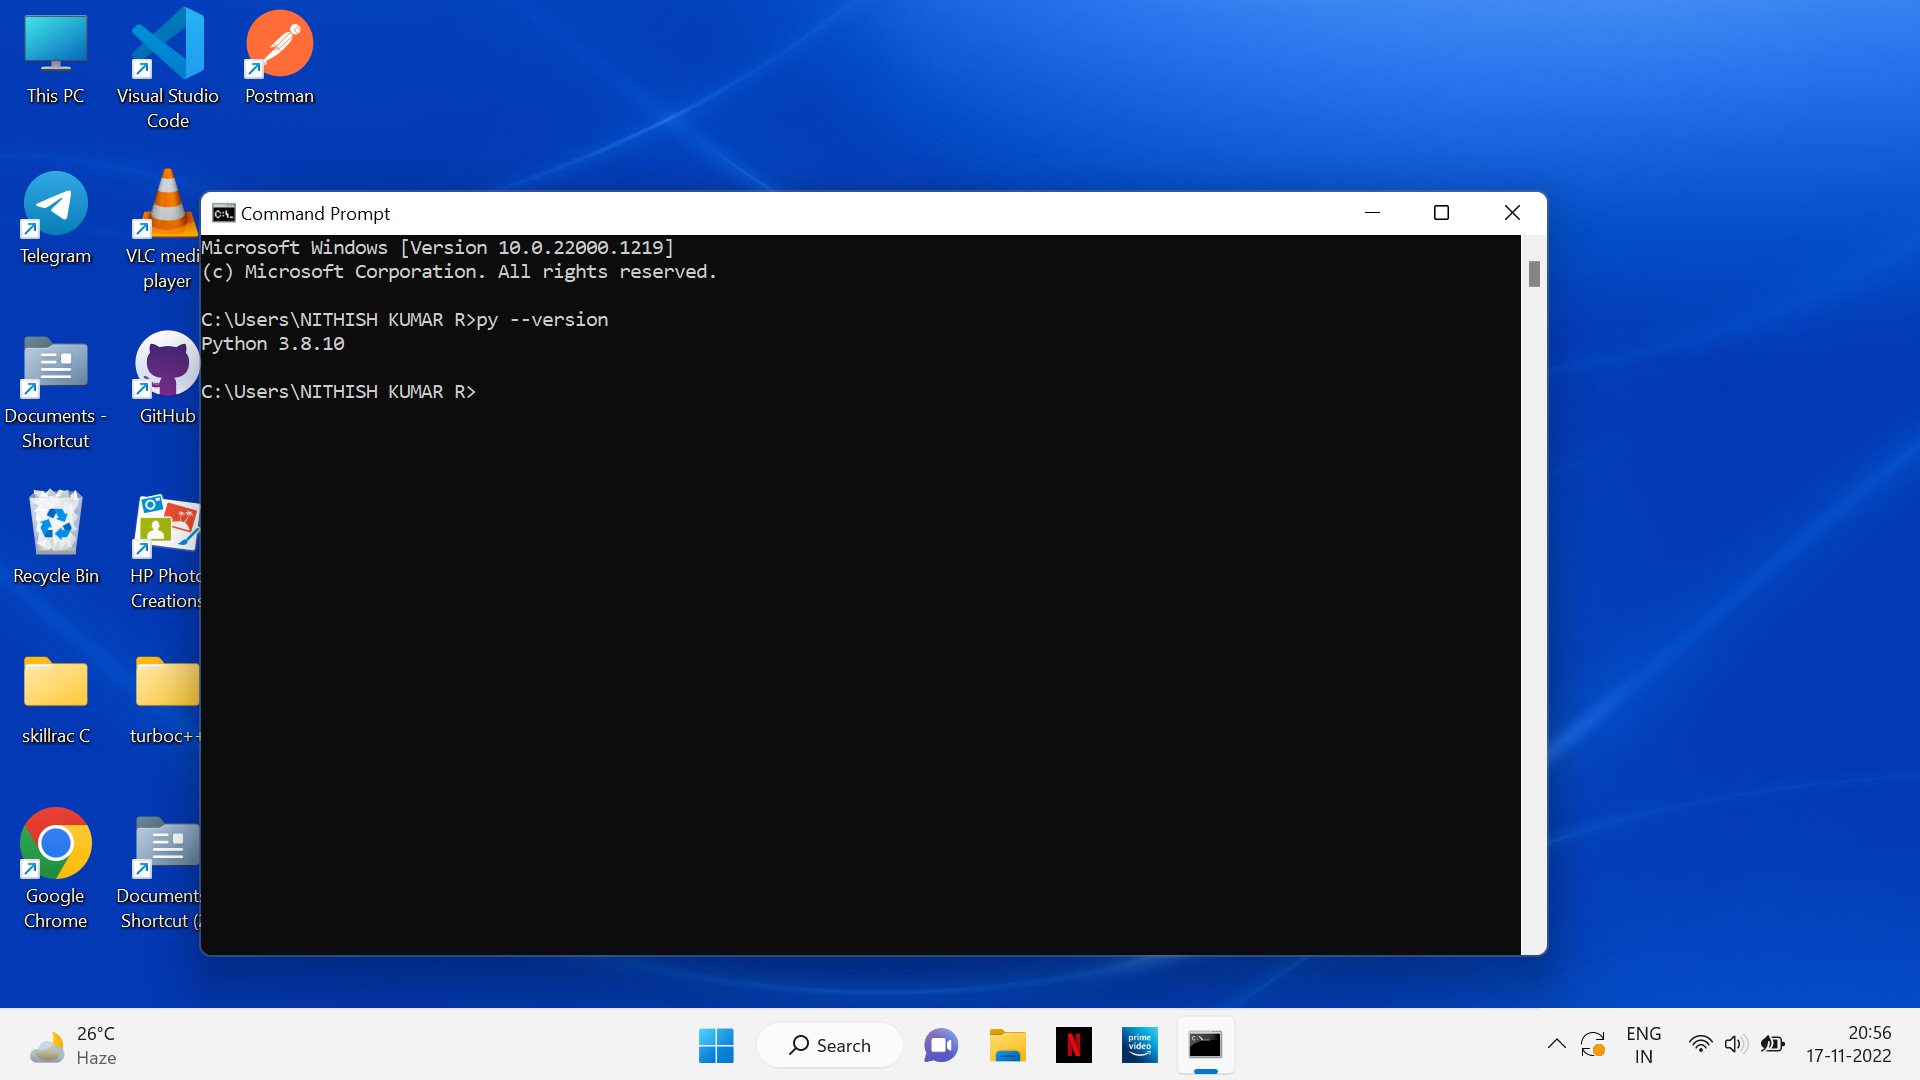 This PC
Visual Studio
Code
Postman
Telegram
VLC medi
player
Documents -
Shortcut
GitHub
Recycle Bin
HP Photo
Creations
skillrac C
turboc++
Google
Chrome
Documents
Shortcut (2
Command Prompt
Microsoft Windows [Version 10.0.22000.1219]
(c) Microsoft Corporation. All rights reserved.
C:\Users\NITHISH KUMAR R>py --version
Python 3.8.10
C:\Users\NITHISH KUMAR R>
26°C
Haze
Search
N
prime
video
ENG
IN
20:56
17-11-2022